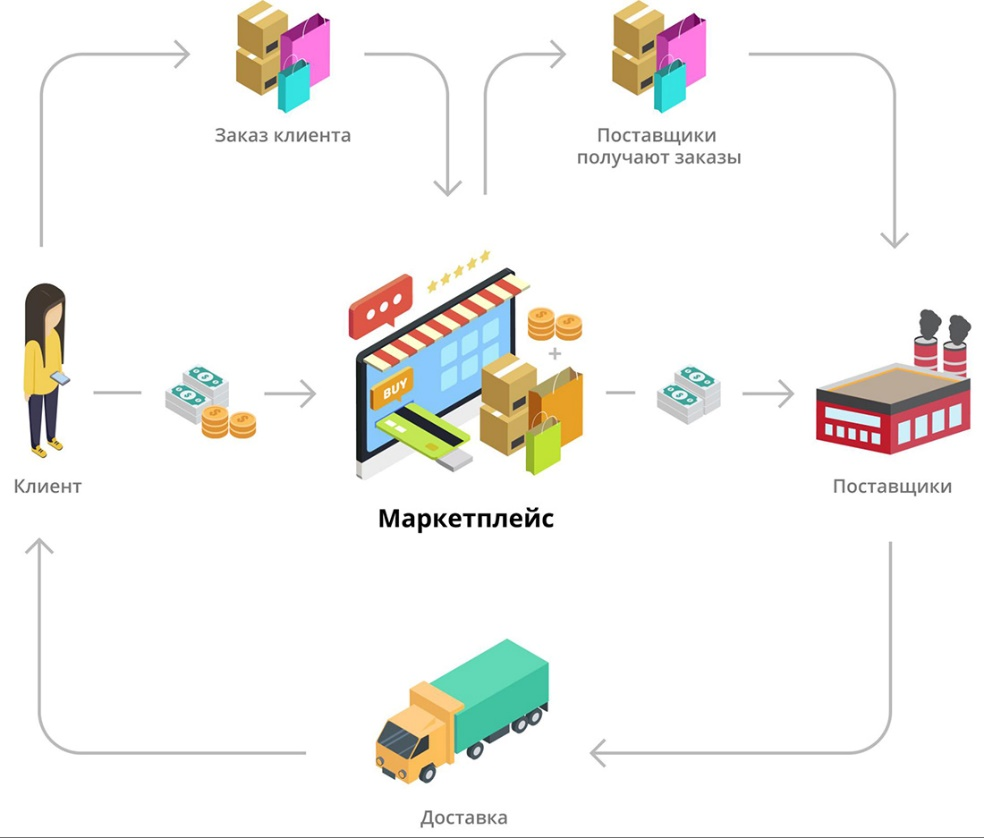 Заказ клиента
Поставщики
получают заказы
BUY
Клиент
Маркетплейс
Поставщики
Доставка